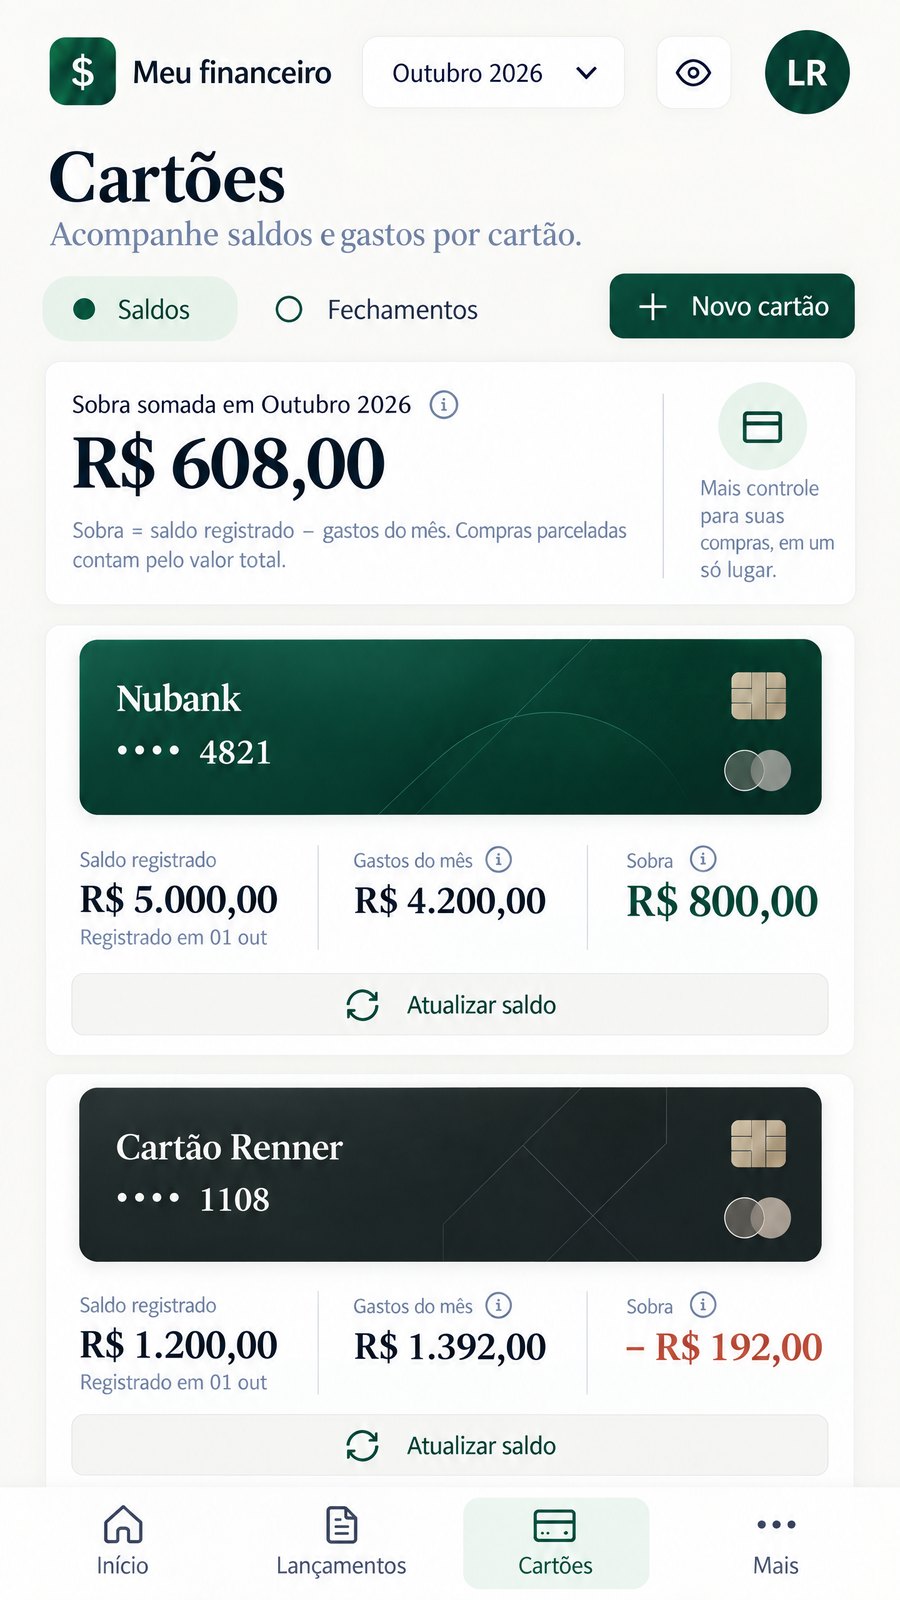 $ Meu financeiro
Outubro 2026
LR
Cartões
Acompanhe saldos e gastos por cartão.
Saldos
Fechamentos
+ Novo cartão
Sobra somada em Outubro 2026 i
R$ 608,00
Sobra = saldo registrado – gastos do mês. Compras parceladas
contam pelo valor total.
Mais controle
para suas
compras, em um
só lugar.
Nubank
•••• 4821
Saldo registrado
R$ 5.000,00
Registrado em 01 out
Gastos do mês i
R$ 4.200,00
Sobra i
R$ 800,00
Atualizar saldo
Cartão Renner
•••• 1108
Saldo registrado
R$ 1.200,00
Registrado em 01 out
Gastos do mês i
R$ 1.392,00
Sobra i
– R$ 192,00
Atualizar saldo
Início
Lançamentos
Cartões
Mais